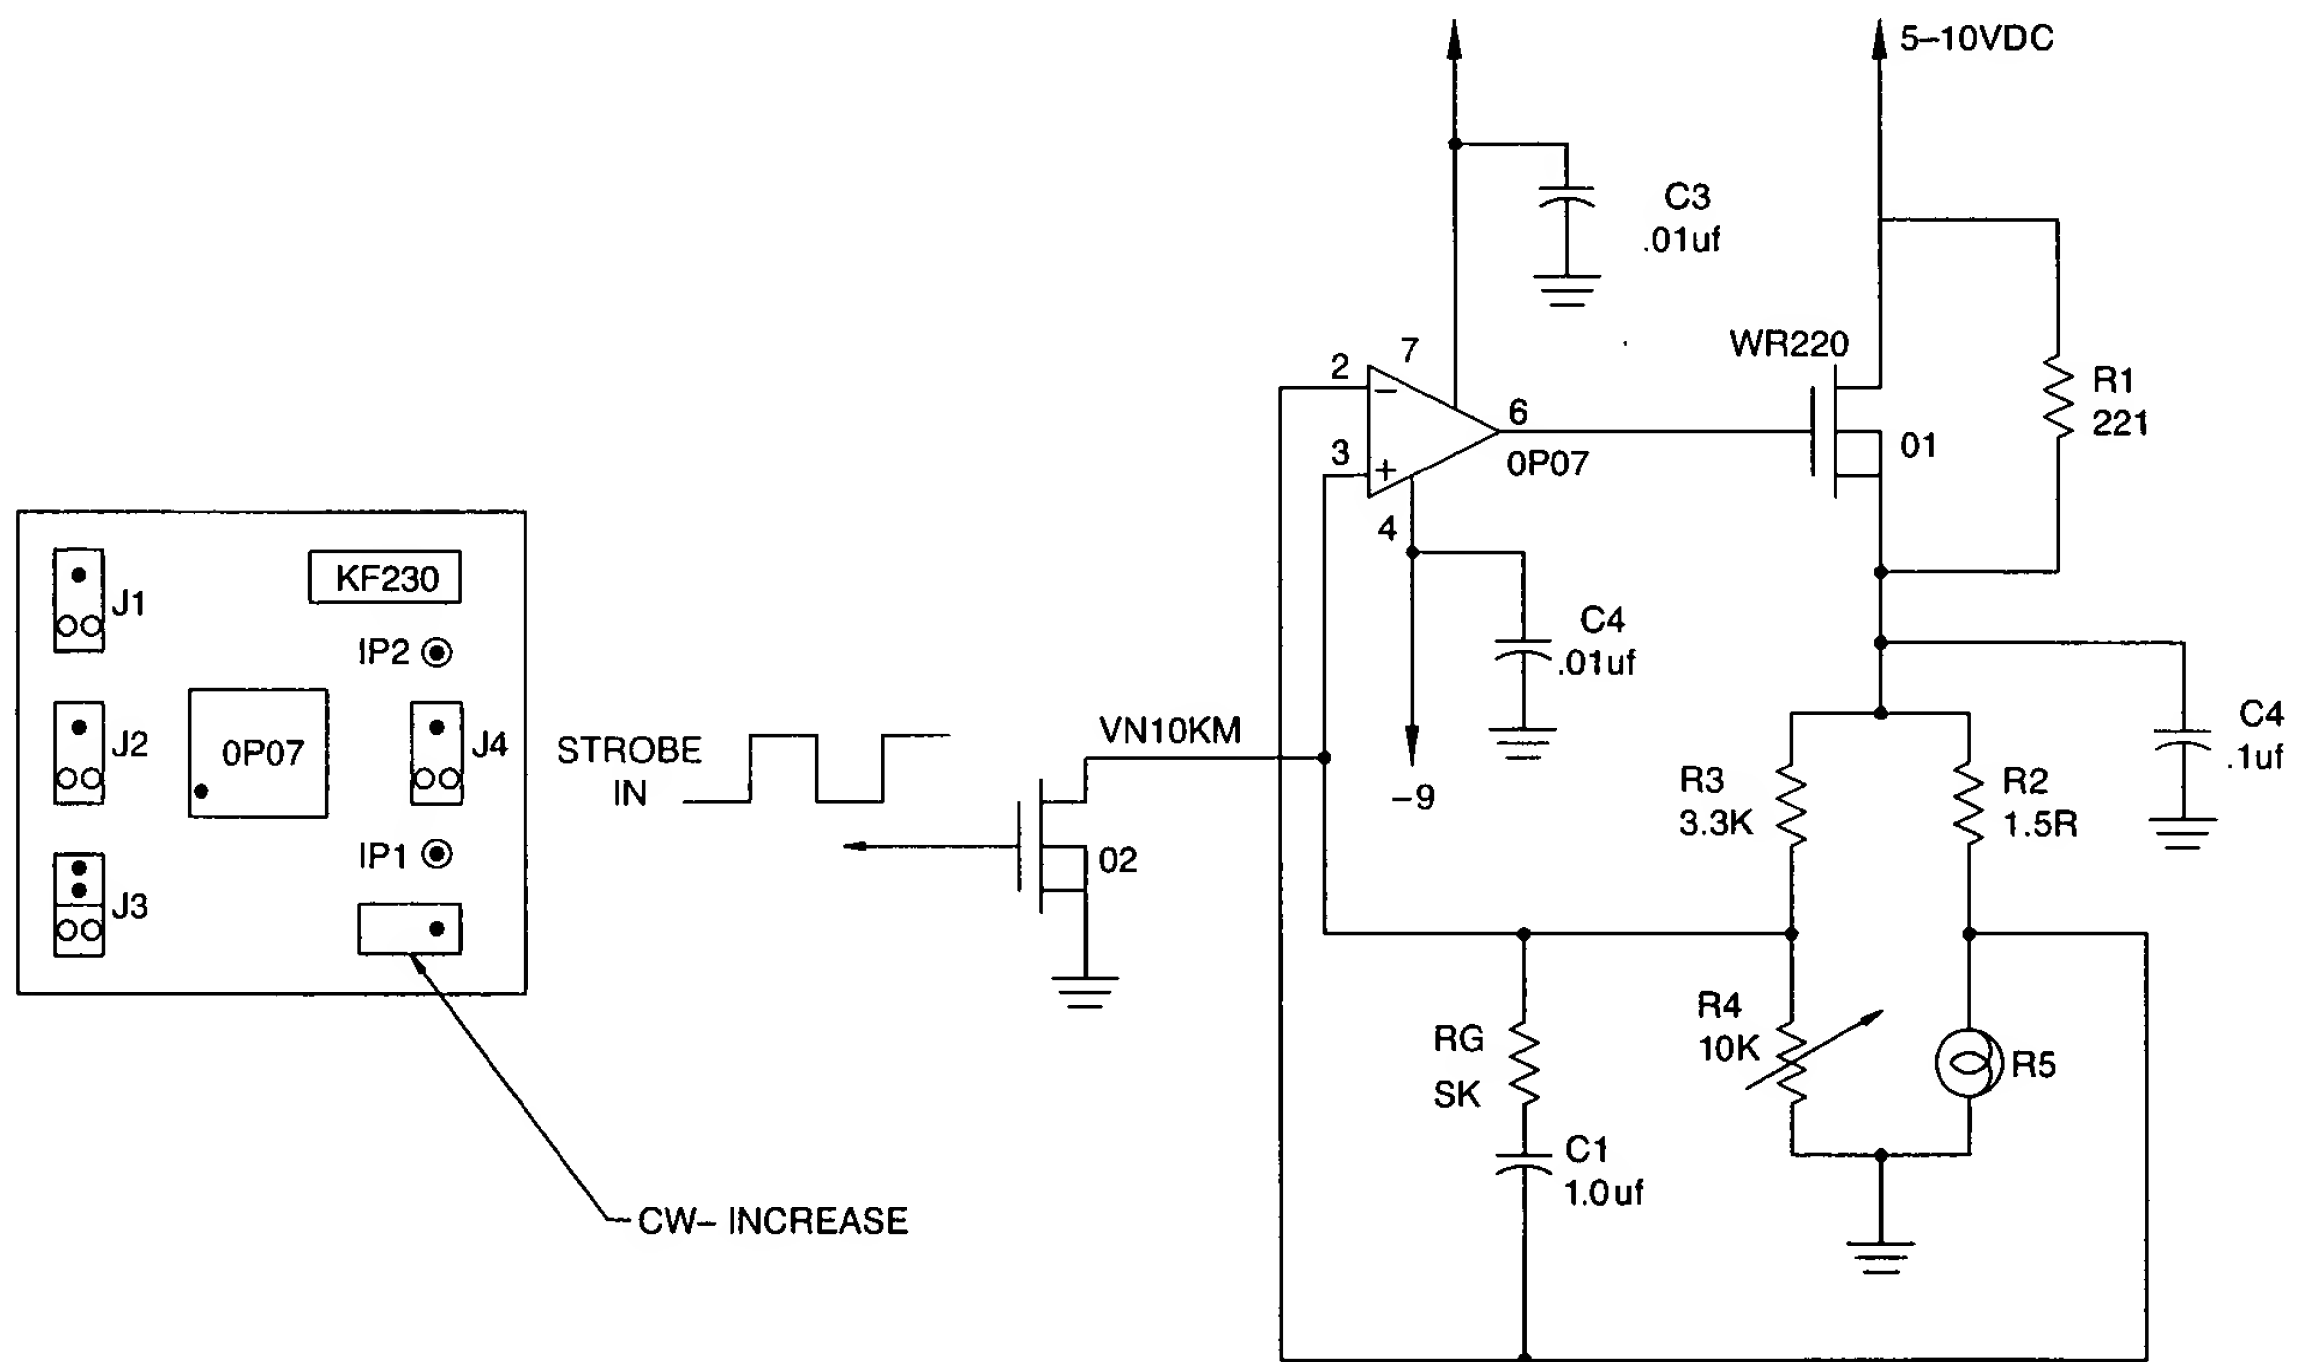 5–10VDC
C3
.01uf
7
2
WR220
6
R1
221
3
0P07
01
4
KF230
J1
C4
.01uf
IP2
VN10KM
C4
.1uf
J2
0P07
J4
STROBE
IN
–9
R3
3.3K
R2
1.5R
IP1
02
J3
R4
10K
RG
SK
R5
C1
1.0uf
CW– INCREASE